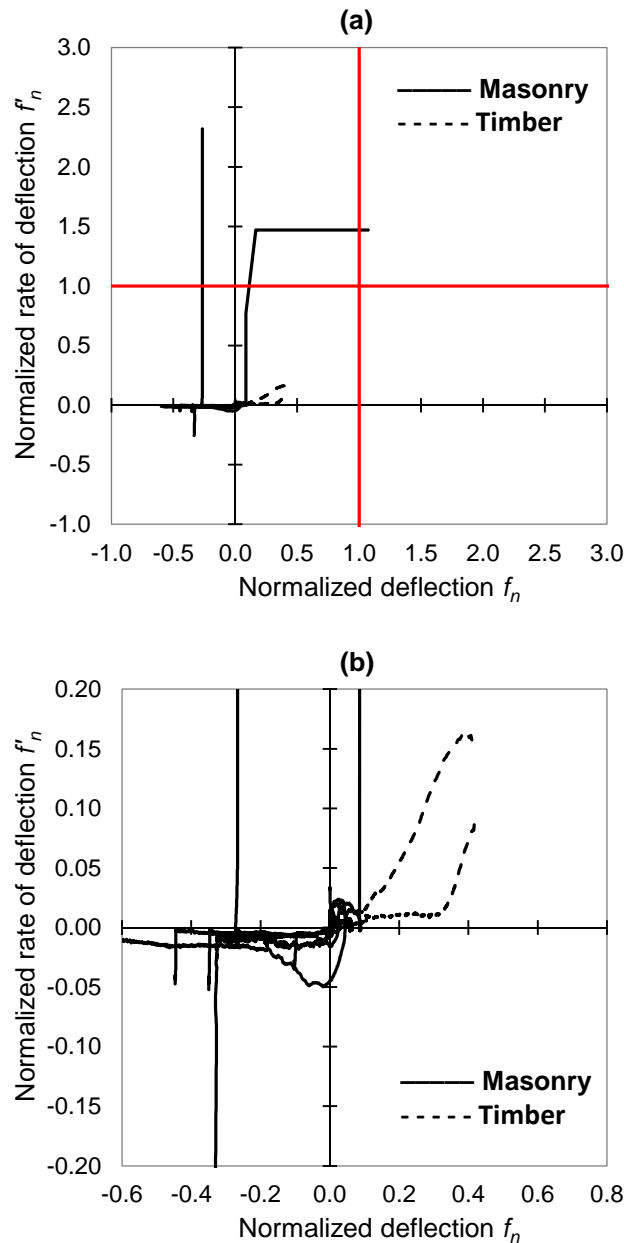 (a)
Normalized rate of deflection f'n
3.0
2.5
2.0
1.5
1.0
0.5
0.0
-0.5
-1.0
Masonry
Timber
-1.0 -0.5 0.0 0.5 1.0 1.5 2.0 2.5 3.0
Normalized deflection fn
(b)
Normalized rate of deflection f'n
0.20
0.15
0.10
0.05
0.00
-0.05
-0.10
-0.15
-0.20
Masonry
Timber
-0.6 -0.4 -0.2 0.0 0.2 0.4 0.6 0.8
Normalized deflection fn